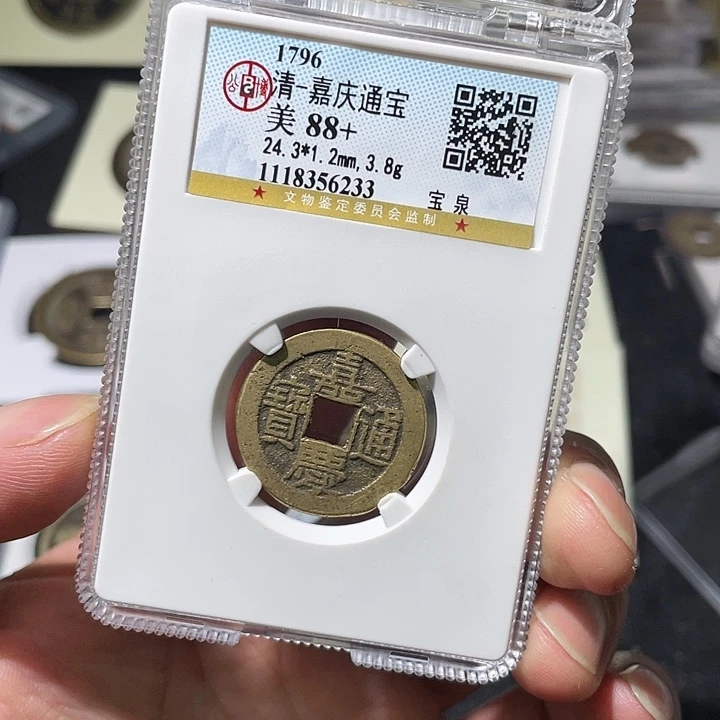 1796
清-嘉庆通宝
美 88+
24.3*1.2mm, 3.8g
1118356233
宝泉
文物鉴定委员会监制
嘉
慶
通
寶